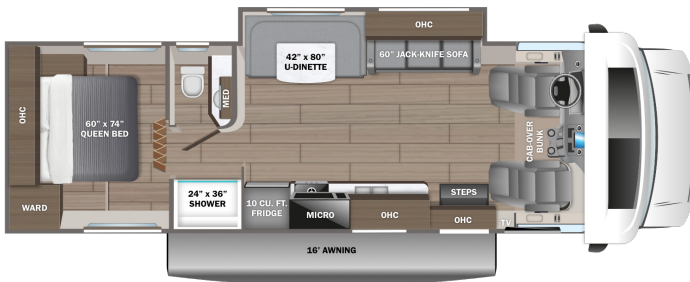 OHC
42" x 80"
U-DINETTE
60" JACK-KNIFE SOFA
OHC
60" x 74"
QUEEN BED
MED
CAB-OVER
BUNK
24" x 36"
SHOWER
10 CU. FT.
FRIDGE
MICRO
OHC
STEPS
OHC
TV
WARD
16' AWNING